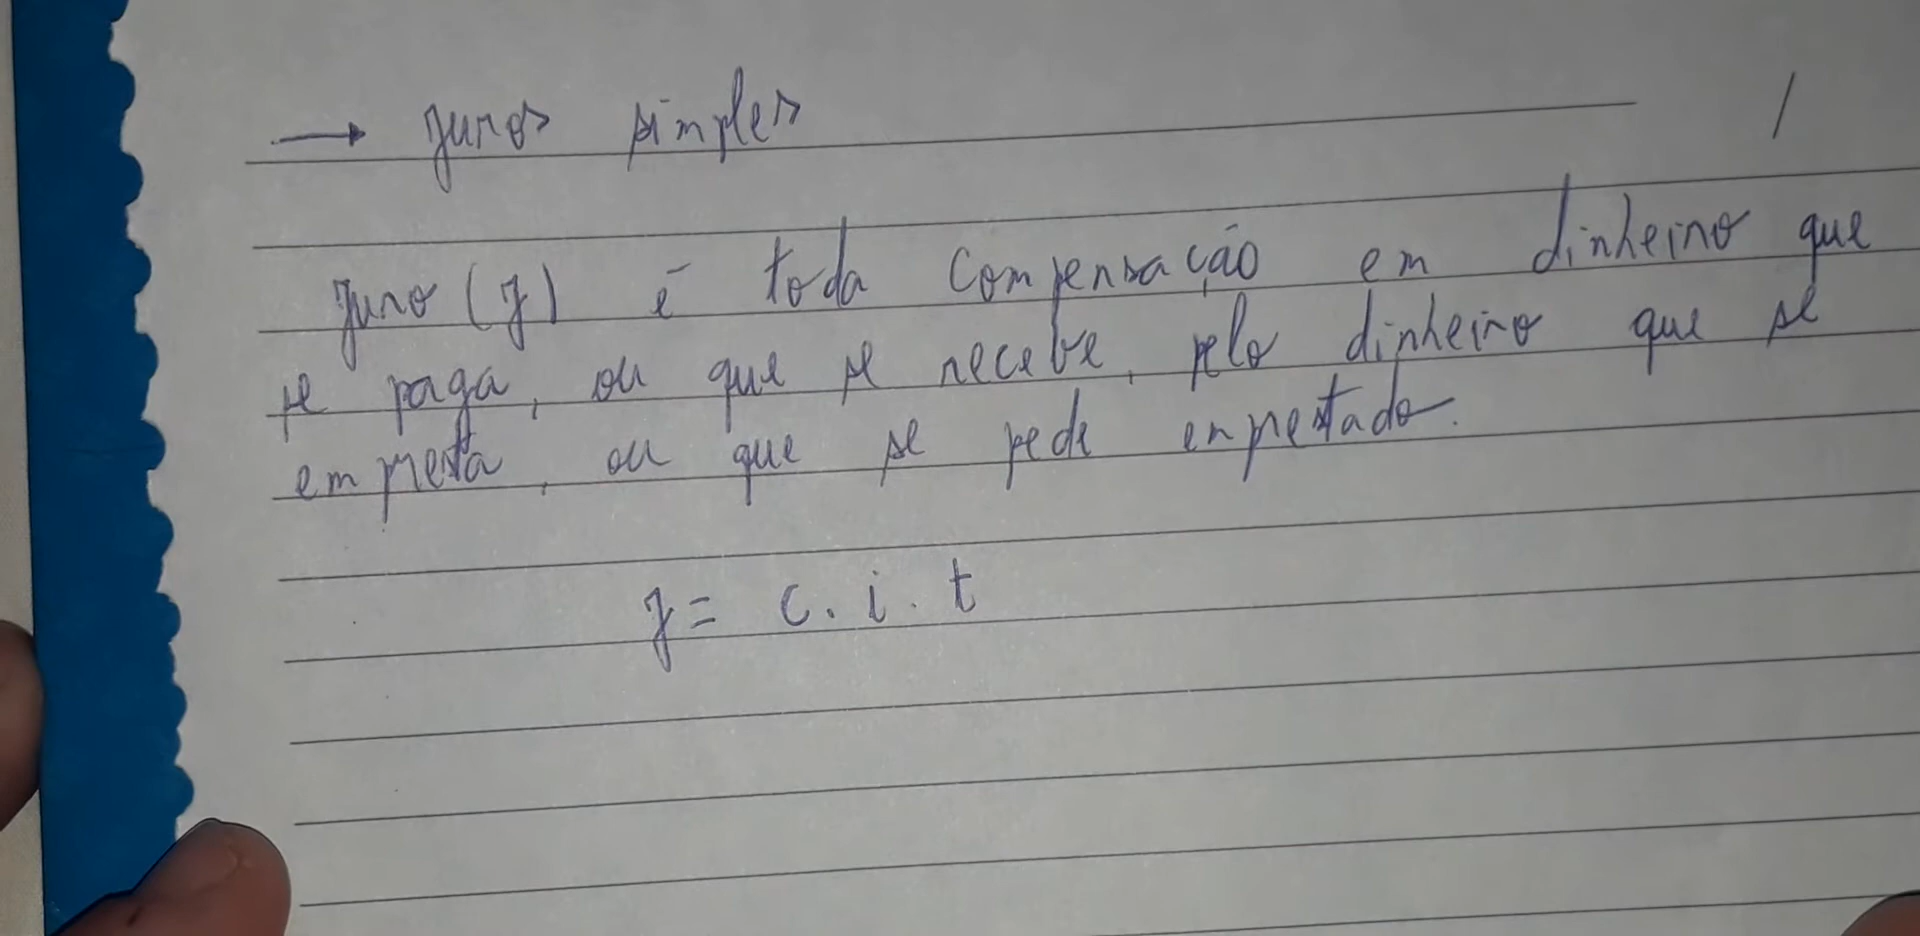 → Juros simples
Juro (J) é toda compensação em dinheiro que
se paga, ou que se recebe, pelo dinheiro que se
empresta, ou que se pede emprestado.
J = c . i . t